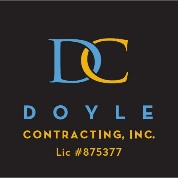 DC
DOYLE
CONTRACTING, INC.
Lic #875377